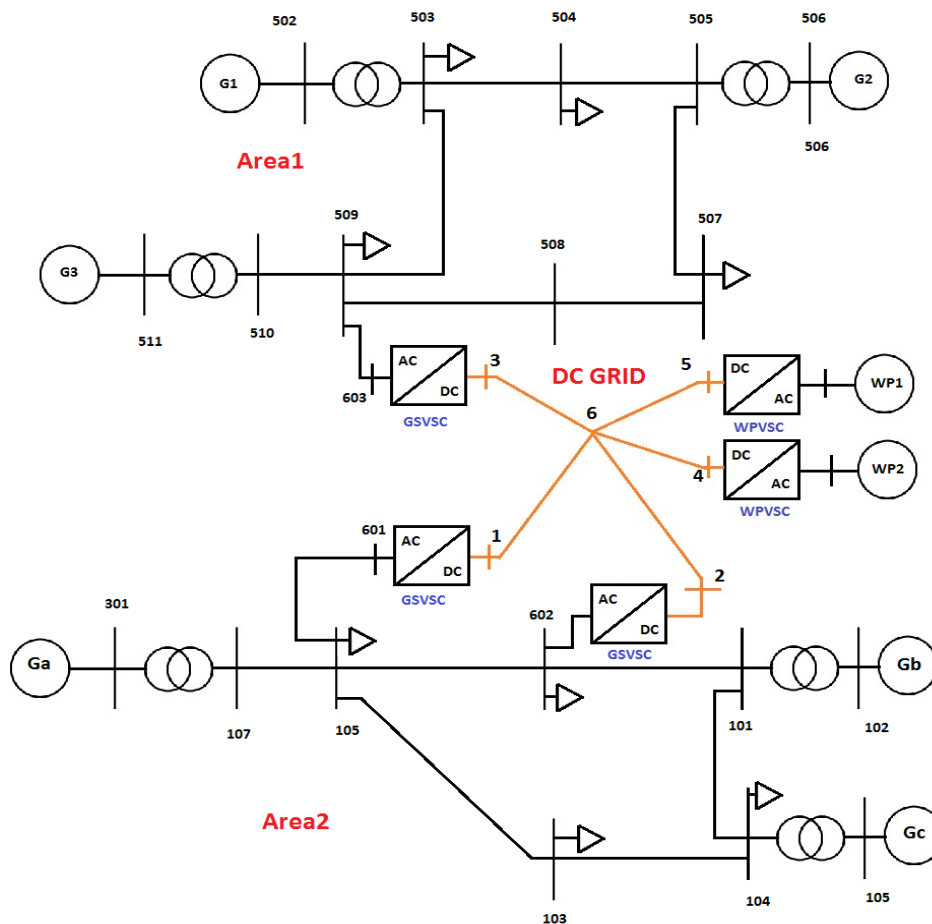 502
503
504
505
506
G1
G2
506
Area1
509
507
508
G3
511
510
603
AC
DC
GSVSC
3
DC GRID
5
DC
AC
WPVSC
WP1
6
4
DC
AC
WPVSC
WP2
601
AC
DC
GSVSC
1
2
602
AC
DC
GSVSC
301
Ga
107
105
101
102
Gb
Area2
103
104
105
Gc